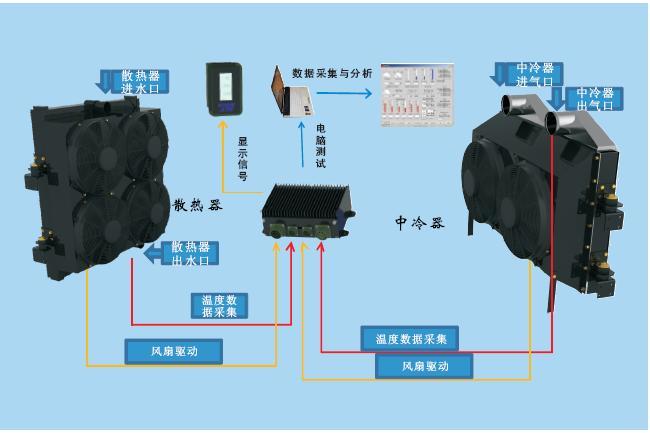 散热器
进水口
数据采集与分析
中冷器
进气口
中冷器
出气口
显示信号
电脑测试
散热器
中冷器
散热器
出水口
温度数
据采集
温度数据采集
风扇驱动
风扇驱动